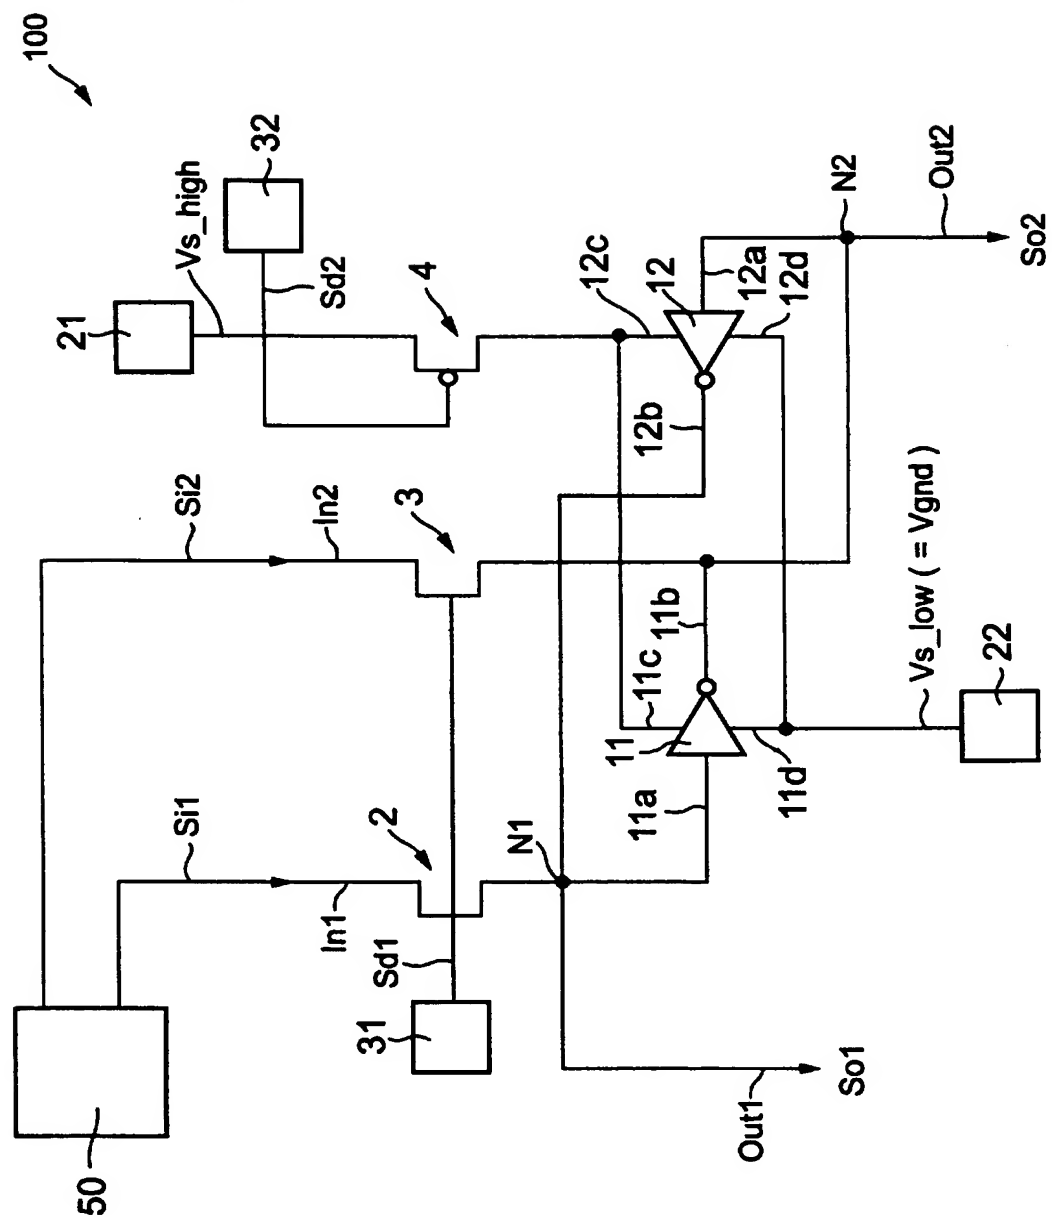 100
50
21
Si1
Si2
Vs_high
32
In1
In2
Sd2
31
Sd1
2
3
4
N1
12c
11a
11
11c
11b
12b
12
12a
Out1
11d
12d
N2
So1
Vs_low ( = Vgnd )
Out2
22
So2